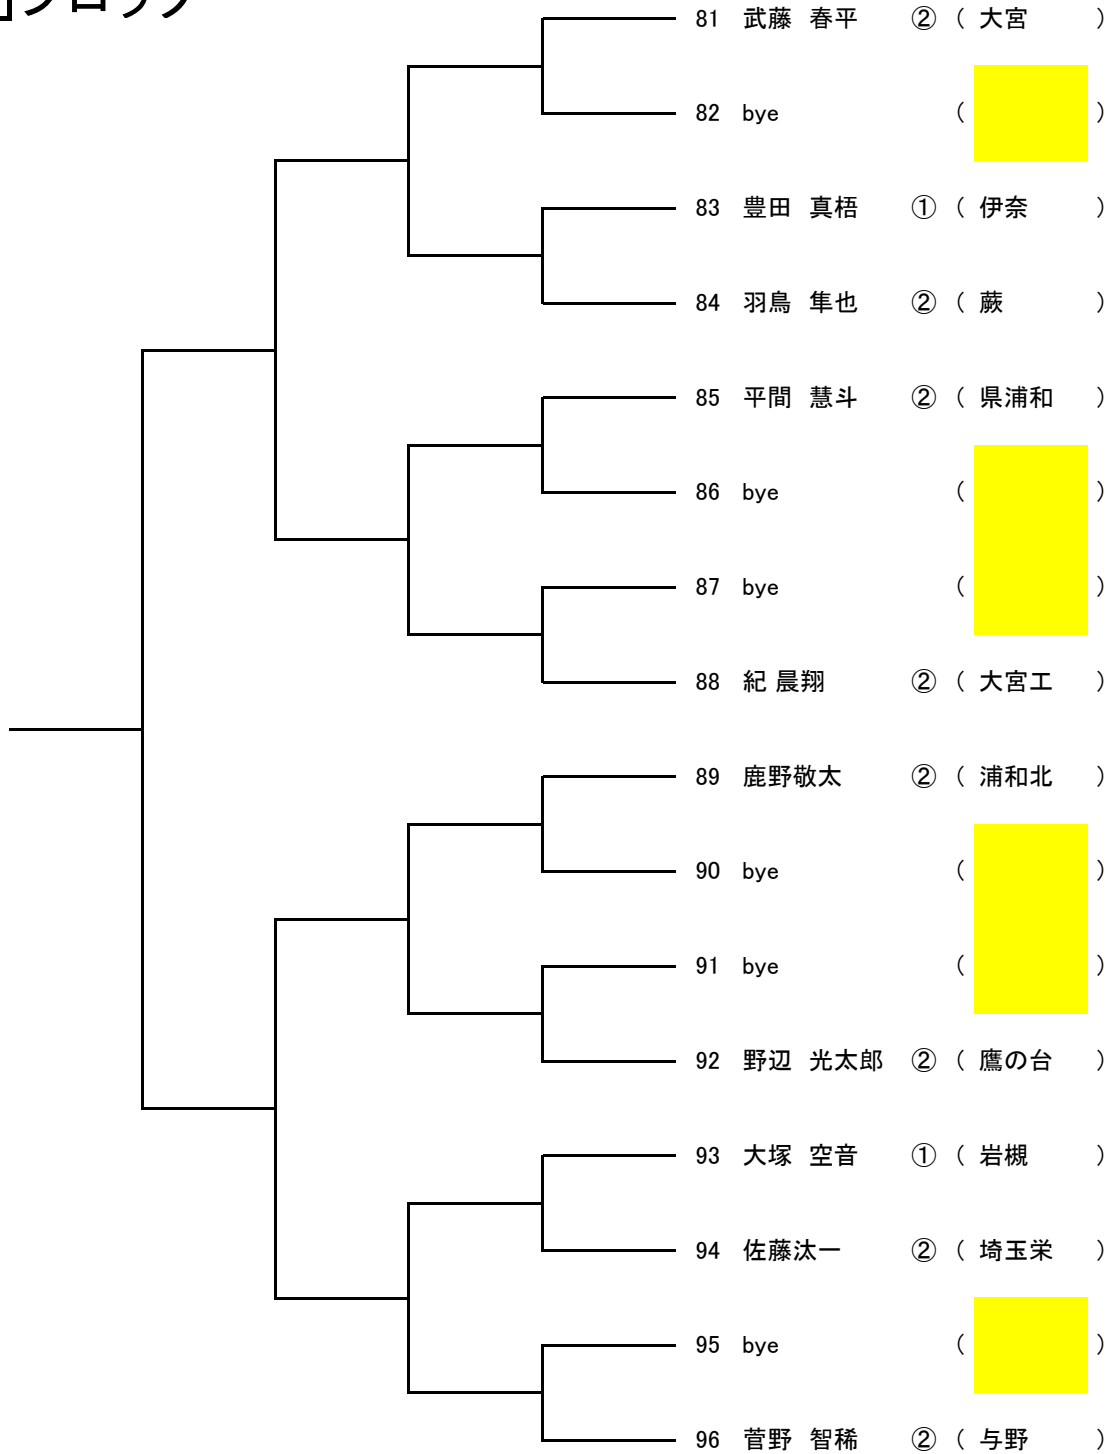 ブロック
81 武藤 春平 ② ( 大宮 )
82 bye ( )
83 豊田 真梧 ① ( 伊奈 )
84 羽鳥 隼也 ② ( 蕨 )
85 平間 慧斗 ② ( 県浦和 )
86 bye ( )
87 bye ( )
88 紀 晨翔 ② ( 大宮工 )
89 鹿野敬太 ② ( 浦和北 )
90 bye ( )
91 bye ( )
92 野辺 光太郎 ② ( 鷹の台 )
93 大塚 空音 ① ( 岩槻 )
94 佐藤汰一 ② ( 埼玉栄 )
95 bye ( )
96 菅野 智稀 ② ( 与野 )